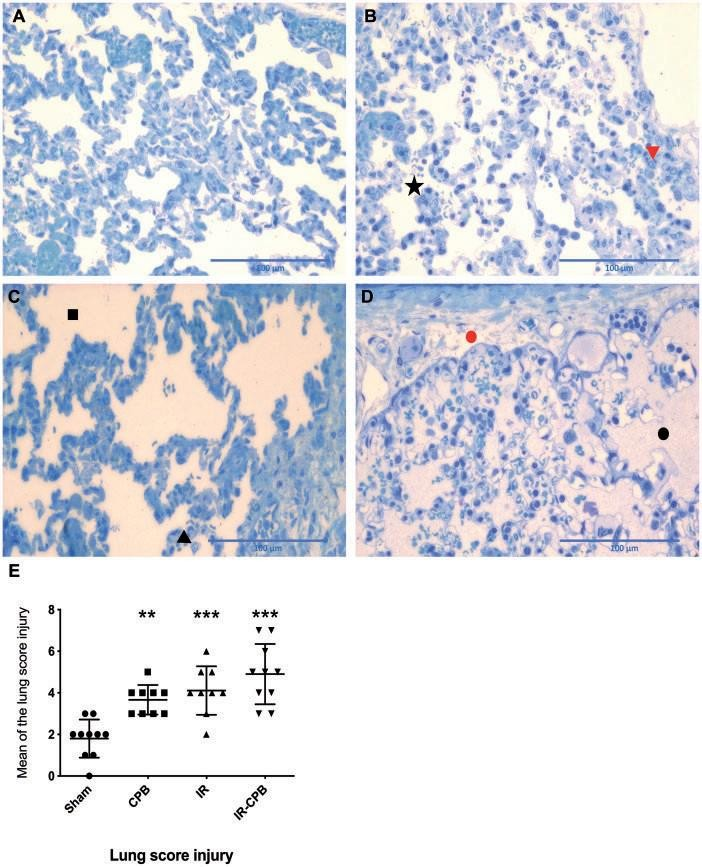 A
B
100 µm
100 µm
C
D
100 µm
100 µm
E
Mean of the lung score injury
8
6
4
2
0
** *** ***
Sham
CPB
IR
IR-CPB
Lung score injury